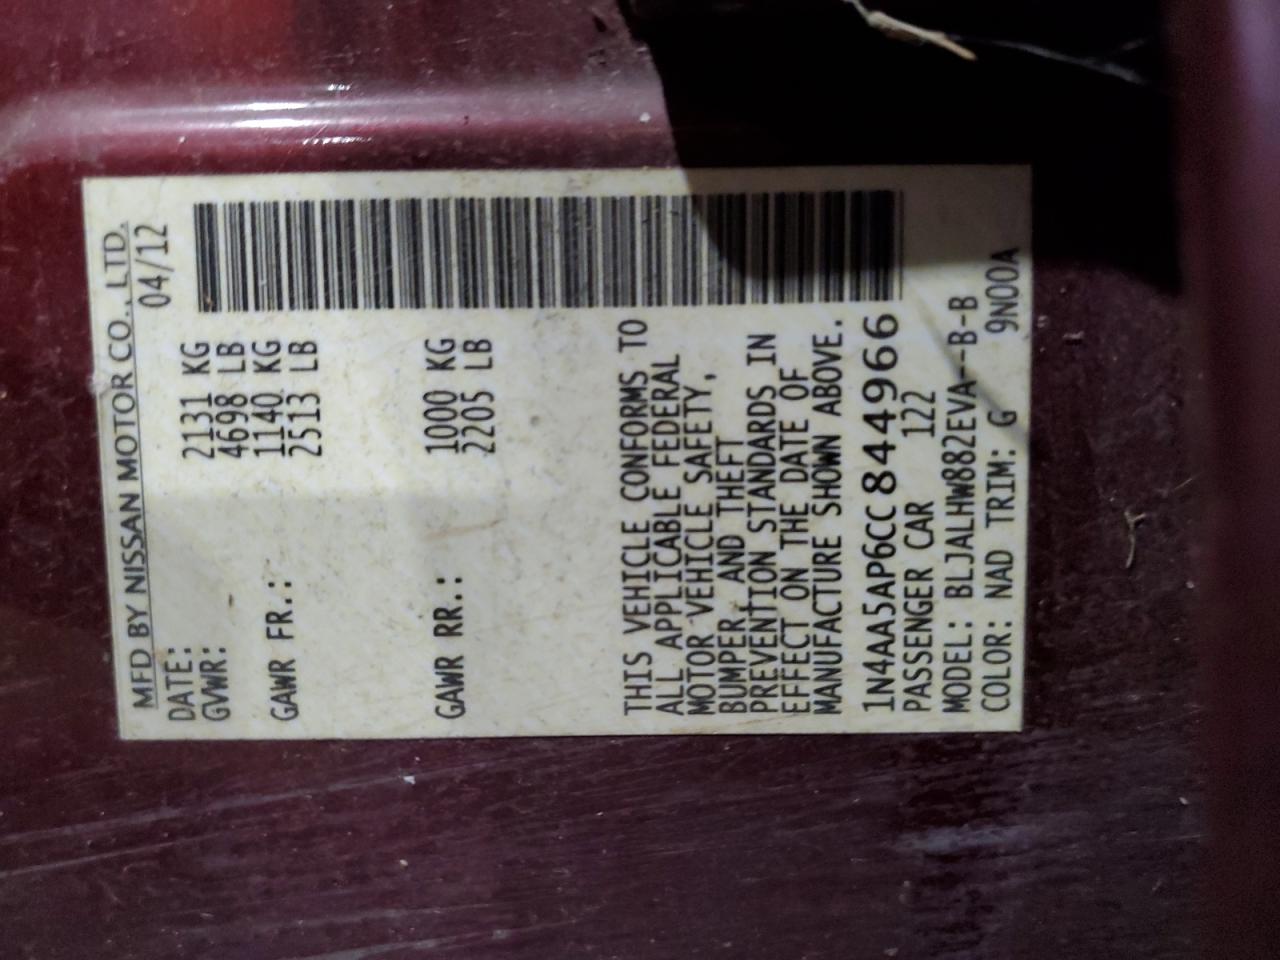 MFD BY NISSAN MOTOR CO., LTD.
DATE: 04/12
GVWR: 2131 KG
4698 LB
GAWR FR.: 1140 KG
2513 LB
GAWR RR.: 1000 KG
2205 LB
THIS VEHICLE CONFORMS TO
ALL APPLICABLE FEDERAL
MOTOR VEHICLE SAFETY,
BUMPER, AND THEFT
PREVENTION STANDARDS IN
EFFECT ON THE DATE OF
MANUFACTURE SHOWN ABOVE.
1N4AA5AP6CC844966
PASSENGER CAR 122
MODEL: BLJALHW882EVA--B-B
COLOR: NAD TRIM: G 9N00A